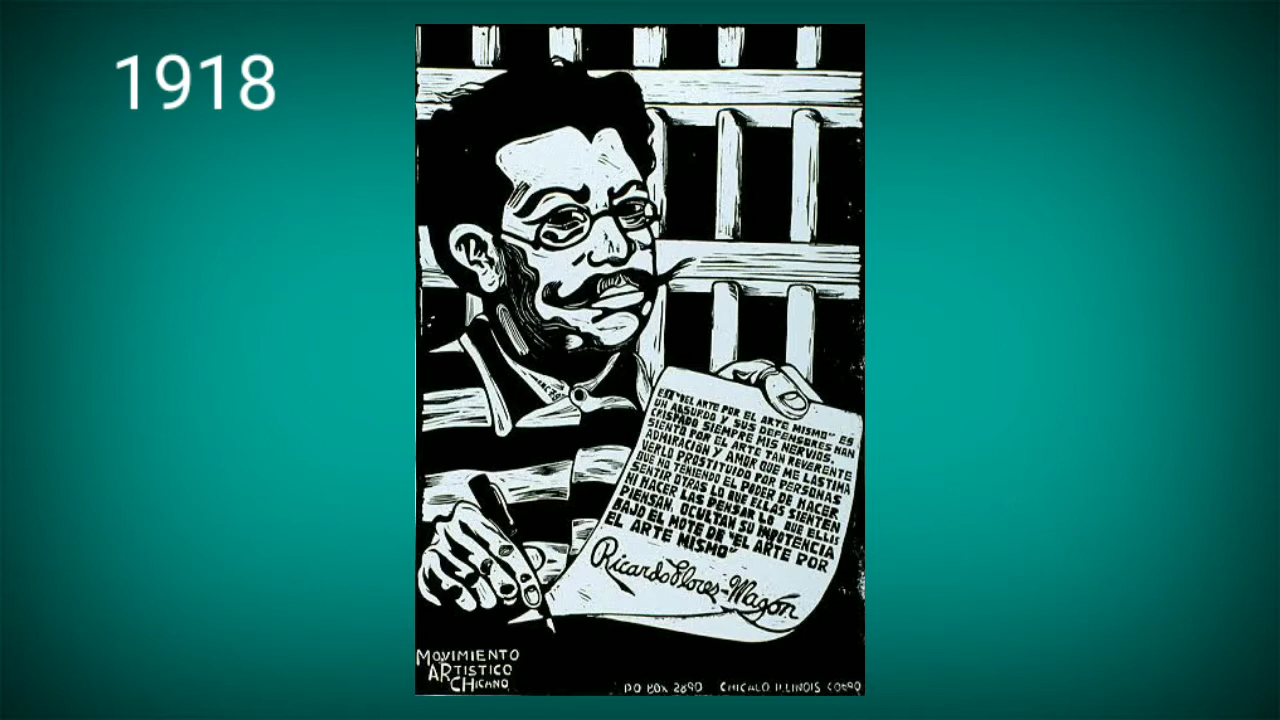 1918
ESE "DEL ARTE POR EL ARTE MISMO" ES
UN ABSURDO Y SUS DEFENSORES HAN
CRISPADO SIEMPRE MIS NERVIOS.
SIENTO POR EL ARTE TAN REVERENTE
ADMIRACION Y AMOR QUE ME LASTIMA
VERLO PROSTITUIDO POR PERSONAS
QUE NO TENIENDO EL PODER DE HACER
SENTIR OTRAS LO QUE ELLAS SIENTEN
NI HACER LAS PENSAR LO QUE ELLAS
PIENSAN, OCULTAN SU IMPOTENCIA
BAJO EL MOTE DE "EL ARTE POR
EL ARTE MISMO"
Ricardo Flores-Magón
MOVIMIENTO
ARTISTICO
CHICANO
PO BOX 2890 CHICAGO ILLINOIS